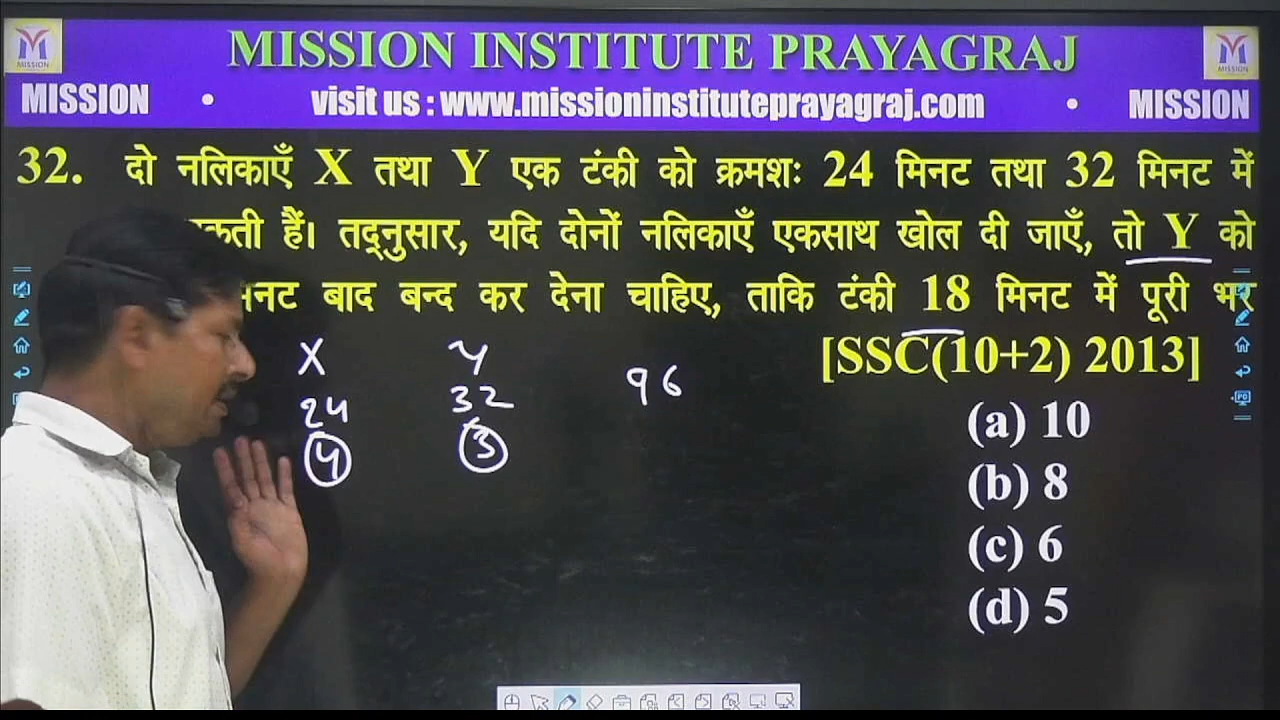 MISSION INSTITUTE PRAYAGRAJ
MISSION
MISSION • visit us : www.missioninstituteprayagraj.com • MISSION
MISSION
32. दो नलिकाएँ X तथा Y एक टंकी को क्रमशः 24 मिनट तथा 32 मिनट में
हैं। तद्नुसार, यदि दोनों नलिकाएँ एकसाथ खोल दी जाएँ, तो Y को
बाद बन्द कर देना चाहिए, ताकि टंकी 18 मिनट में पूरी भर
[SSC(10+2) 2013]
X Y
24 32 96
4 3
(a) 10
(b) 8
(c) 6
(d) 5